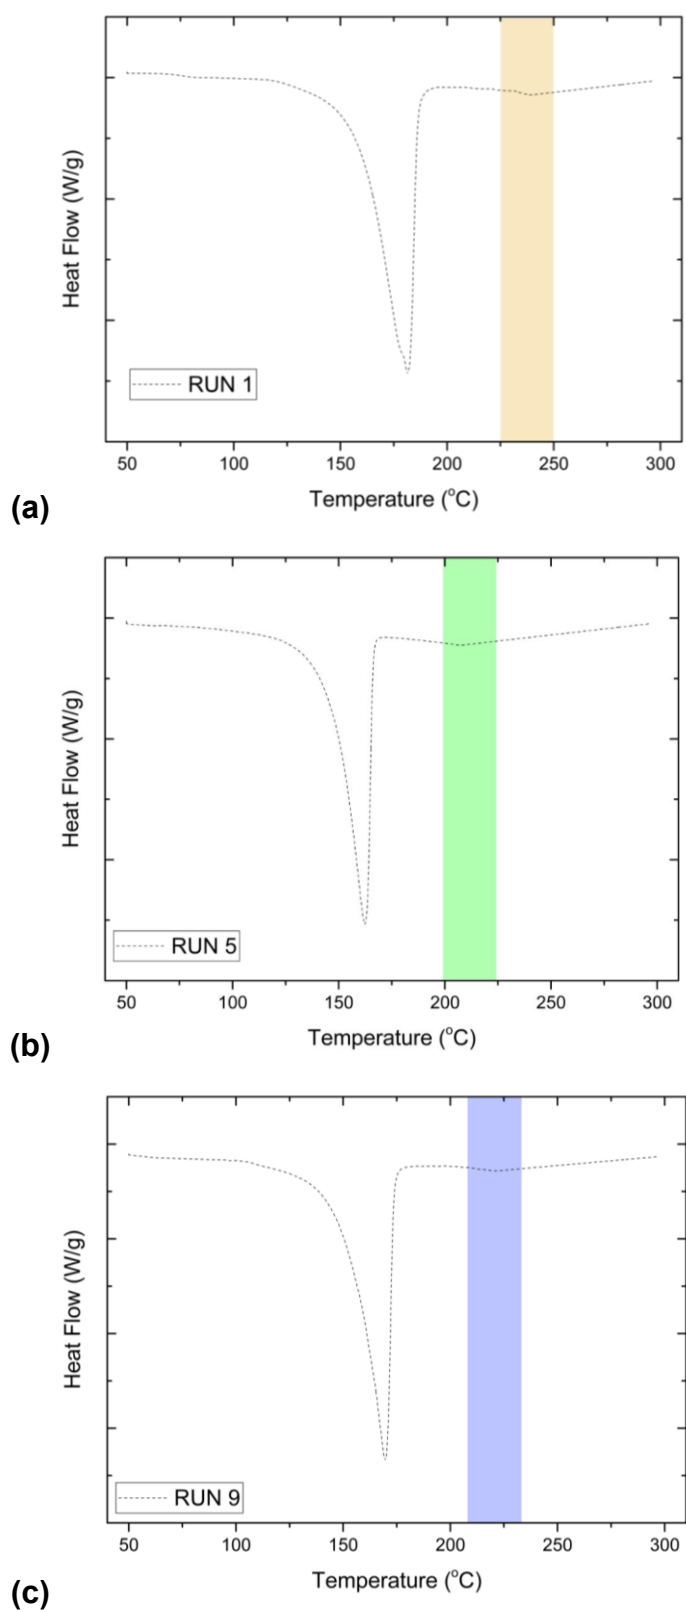 Heat Flow (W/g)
RUN 1
50 100 150 200 250 300
Temperature (°C)
(a)
Heat Flow (W/g)
RUN 5
50 100 150 200 250 300
Temperature (°C)
(b)
Heat Flow (W/g)
RUN 9
50 100 150 200 250 300
Temperature (°C)
(c)